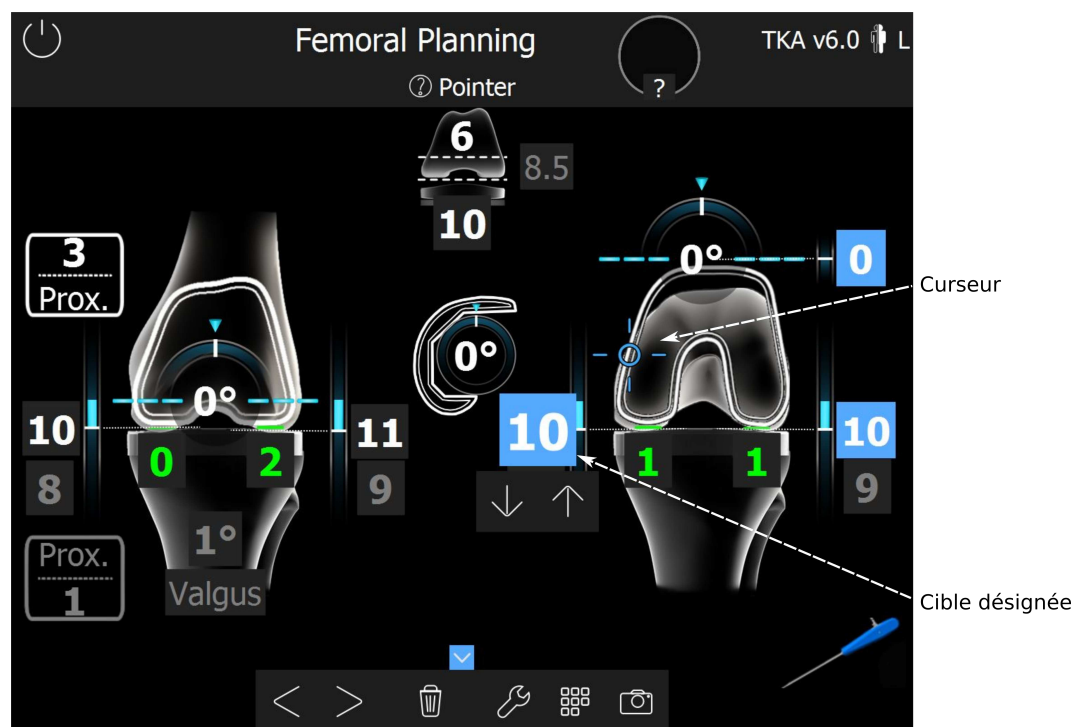 Femoral Planning
TKA v6.0 L
? Pointer
?
6
8.5
10
3
Prox.
0°
0
Curseur
0°
0°
10
11
10
10
0
2
1
1
8
9
9
Prox.
1
1°
Valgus
Cible désignée